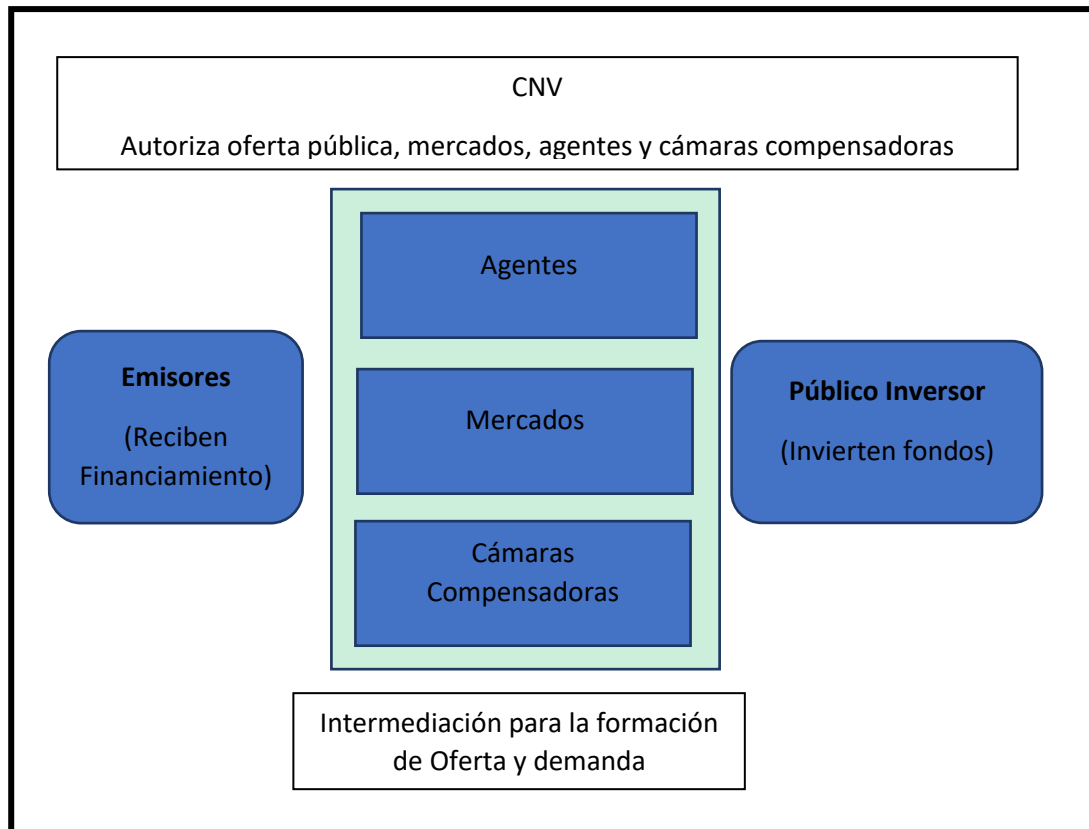 CNV
Autoriza oferta pública, mercados, agentes y cámaras compensadoras
Agentes
Emisores
(Reciben
Financiamiento)
Mercados
Público Inversor
(Invierten fondos)
Cámaras
Compensadoras
Intermediación para la formación
de Oferta y demanda